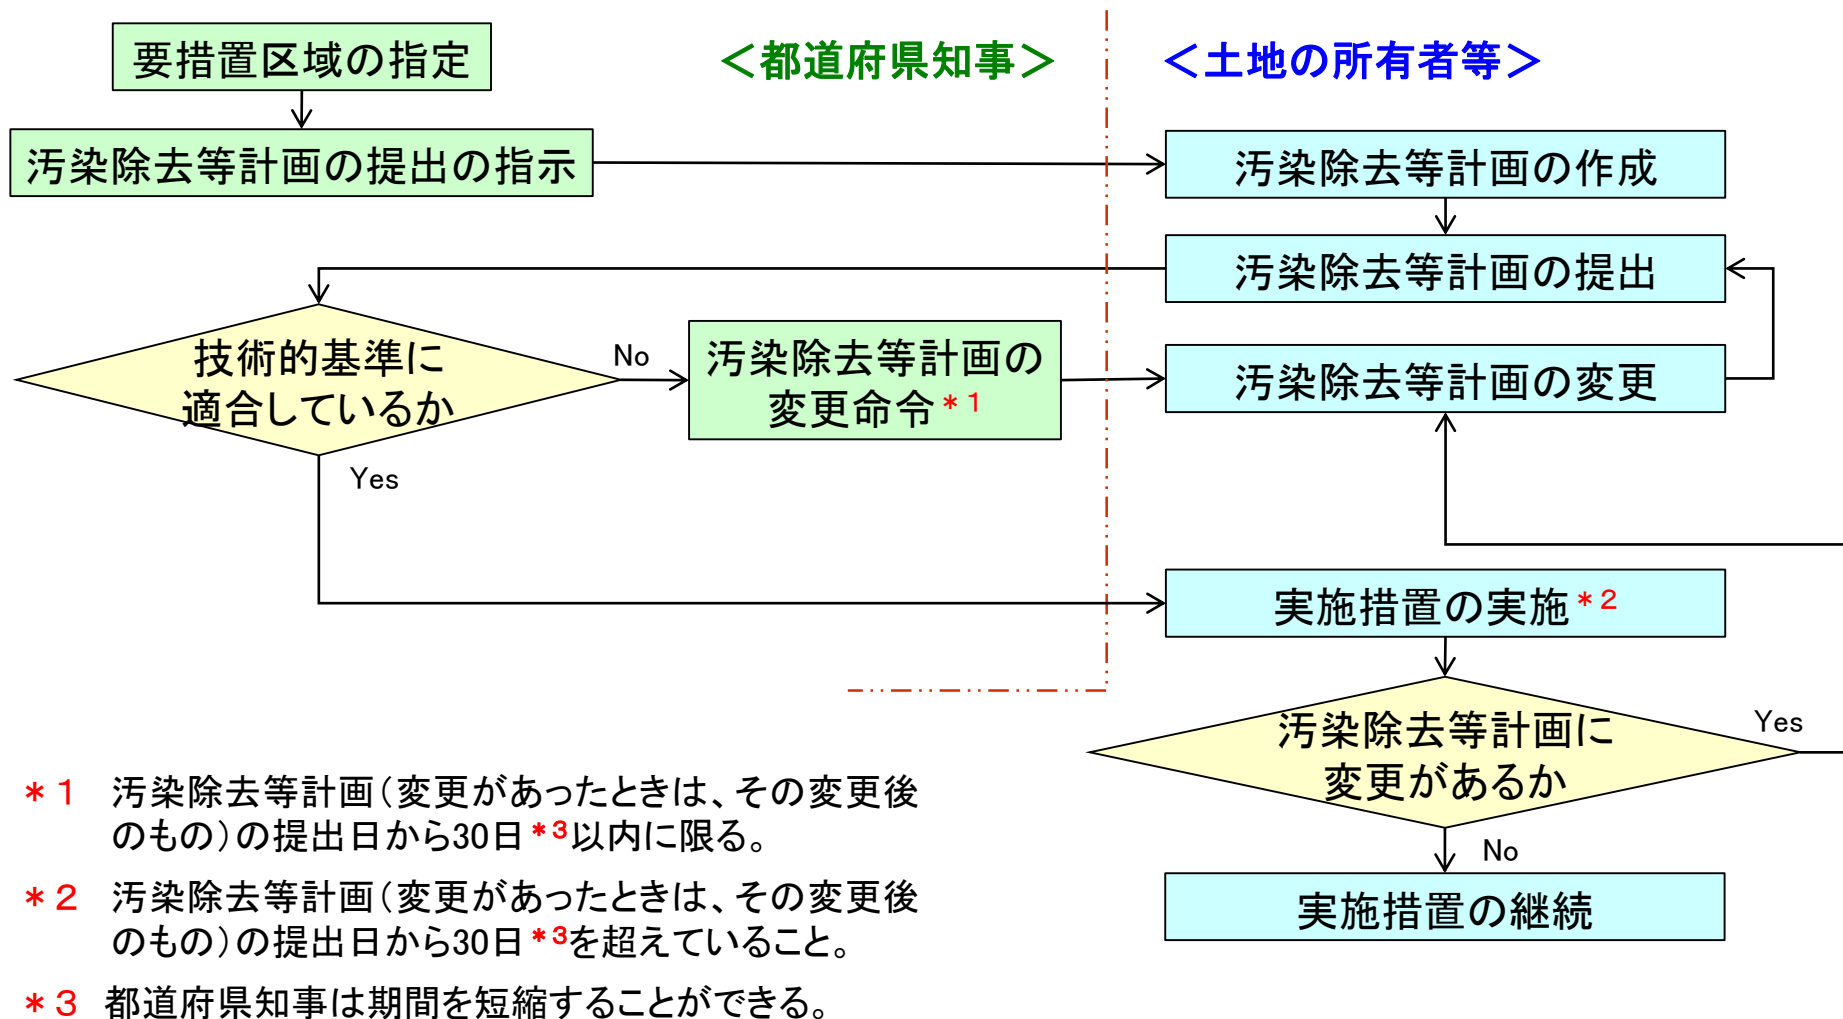 要措置区域の指定
＜都道府県知事＞
＜土地の所有者等＞
汚染除去等計画の提出の指示
汚染除去等計画の作成
汚染除去等計画の提出
技術的基準に
適合しているか
No
汚染除去等計画の
変更命令＊１
汚染除去等計画の変更
Yes
実施措置の実施＊２
汚染除去等計画に
変更があるか
Yes
No
実施措置の継続
＊１　汚染除去等計画（変更があったときは、その変更後
のもの）の提出日から30日＊３以内に限る。
＊２　汚染除去等計画（変更があったときは、その変更後
のもの）の提出日から30日＊３を超えていること。
＊３　都道府県知事は期間を短縮することができる。